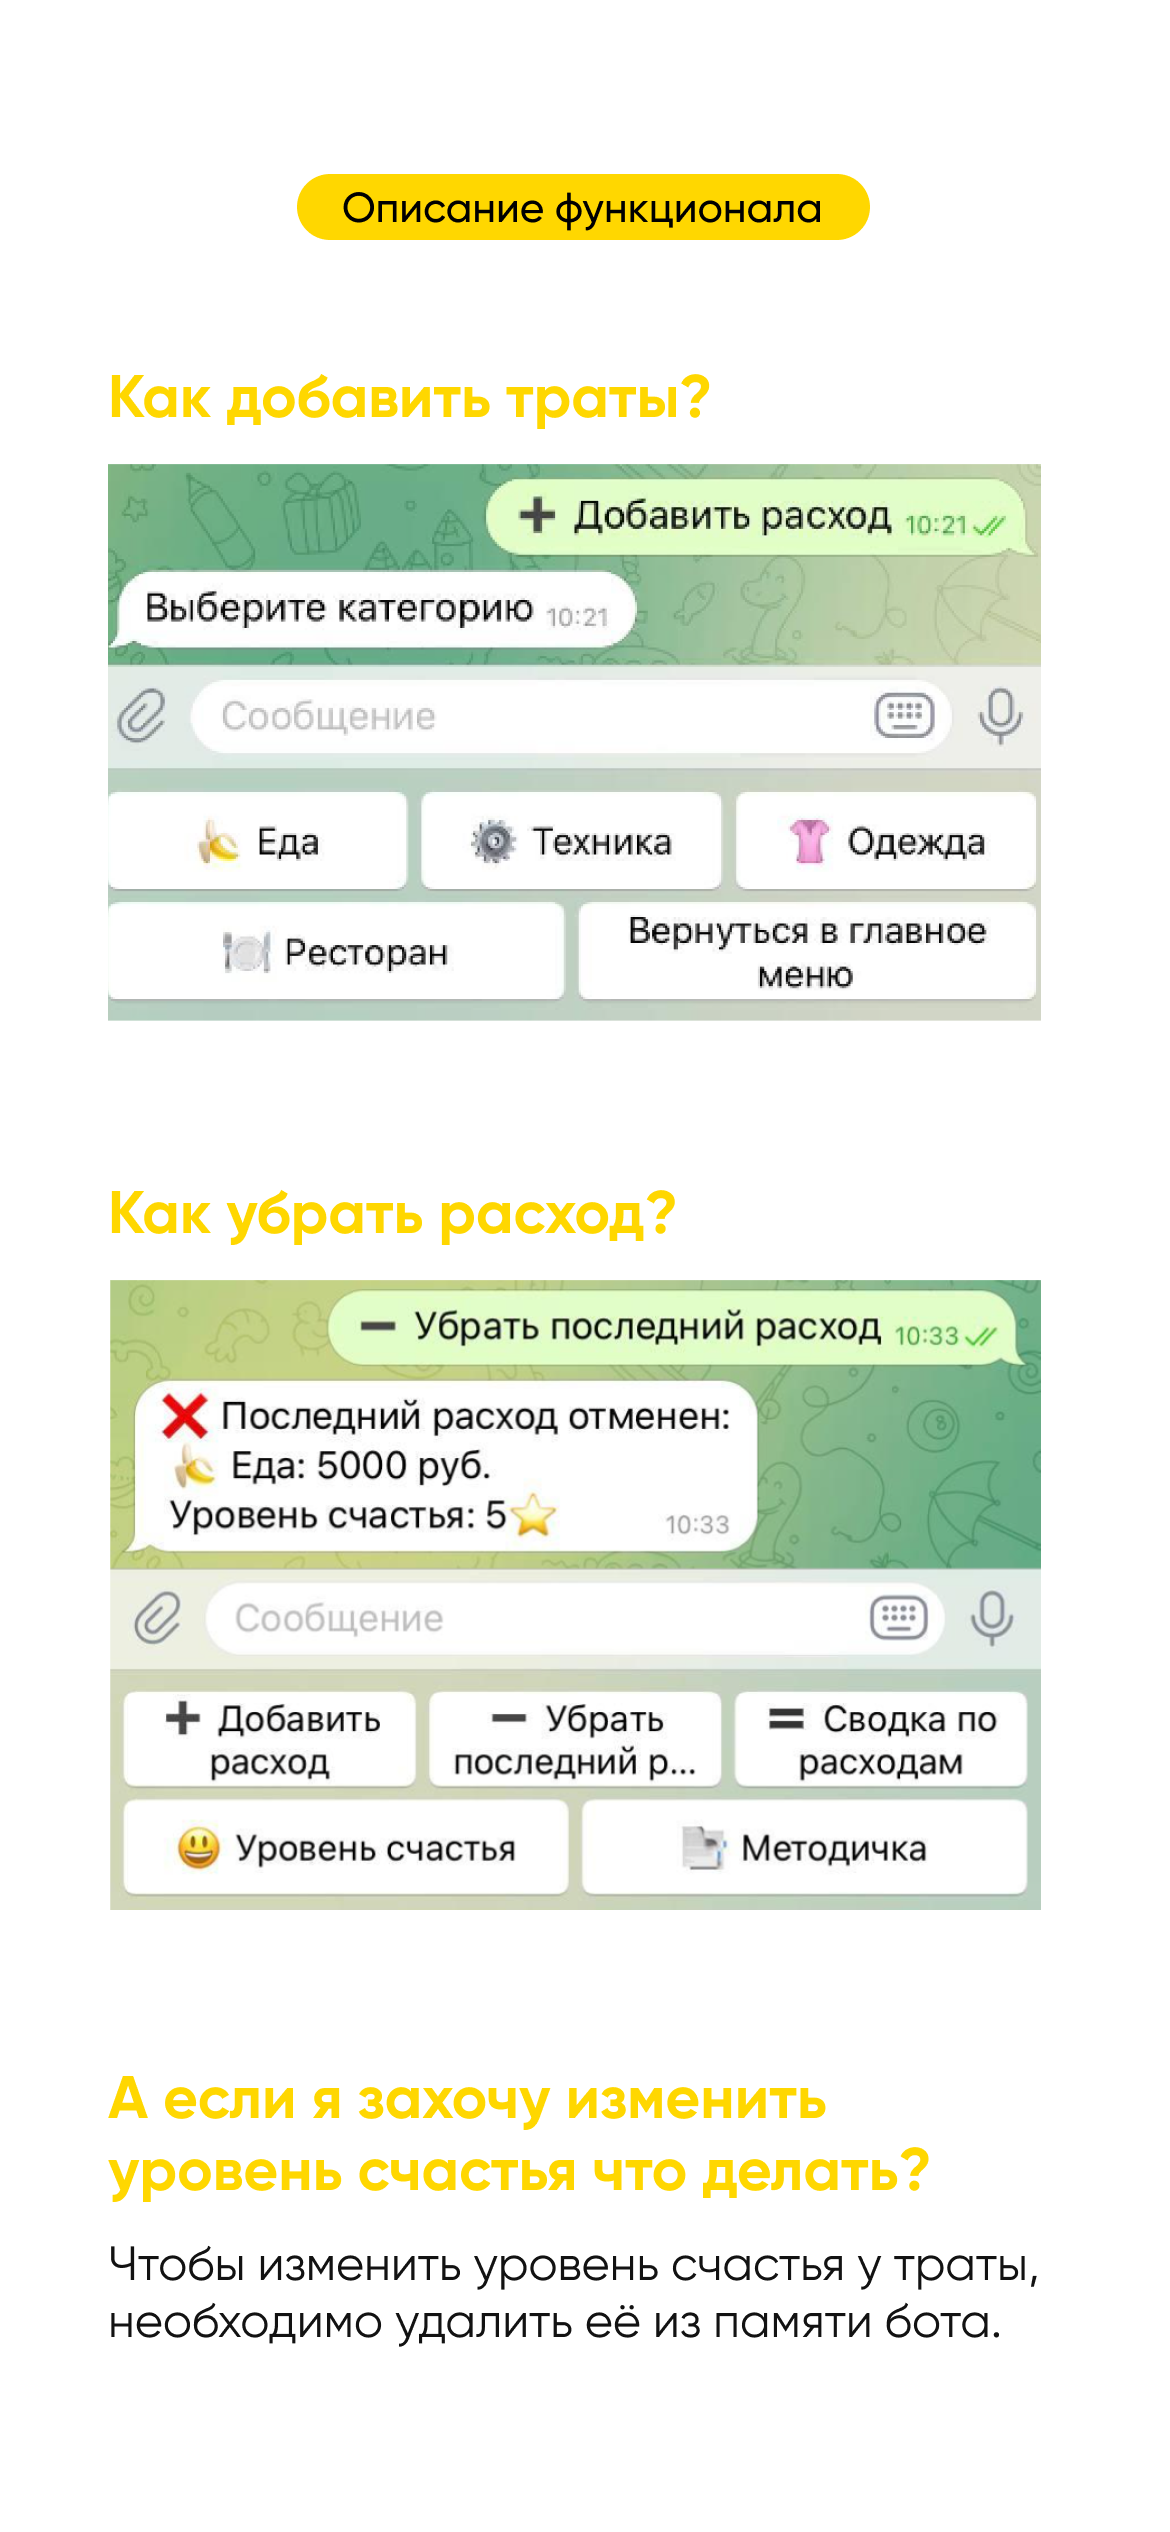 Описание функционала
Как добавить траты?
➕ Добавить расход 10:21
Выберите категорию 10:21
Сообщение
🍌 Еда
⚙️ Техника
👚 Одежда
🍽 Ресторан
Вернуться в главное
меню
Как убрать расход?
➖ Убрать последний расход 10:33
❌ Последний расход отменен:
🍌 Еда: 5000 руб.
Уровень счастья: 5⭐ 10:33
Сообщение
➕ Добавить
расход
➖ Убрать
последний р...
🟰 Сводка по
расходам
😃 Уровень счастья
📑 Методичка
А если я захочу изменить
уровень счастья что делать?
Чтобы изменить уровень счастья у траты,
необходимо удалить её из памяти бота.